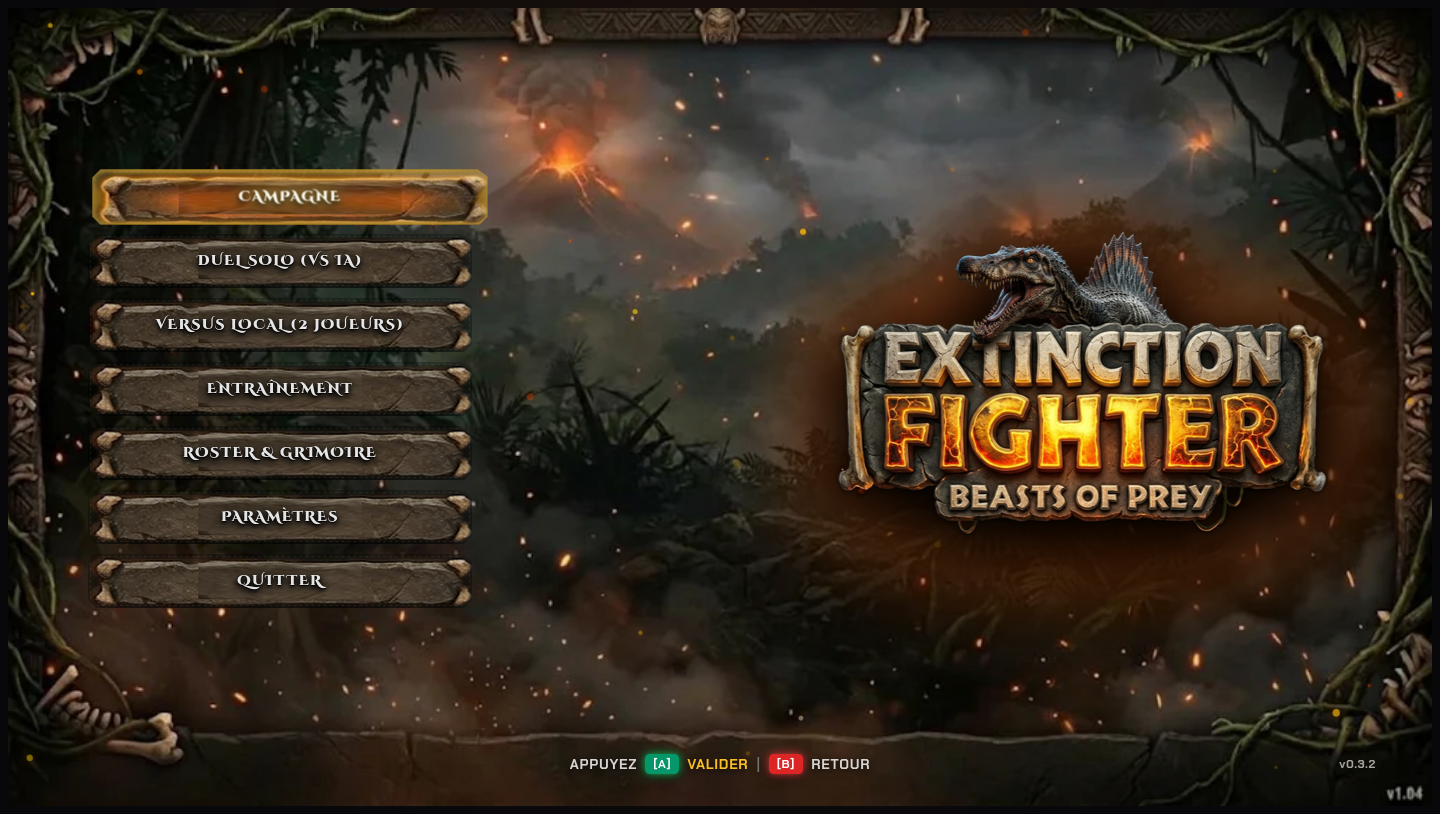 CAMPAGNE
DUEL SOLO (VS IA)
VERSUS LOCAL (2 JOUEURS)
ENTRAÎNEMENT
ROSTER & GRIMOIRE
PARAMÈTRES
QUITTER
EXTINCTION
FIGHTER
BEASTS OF PREY
APPUYEZ [A] VALIDER | [B] RETOUR
v0.3.2
v1.04